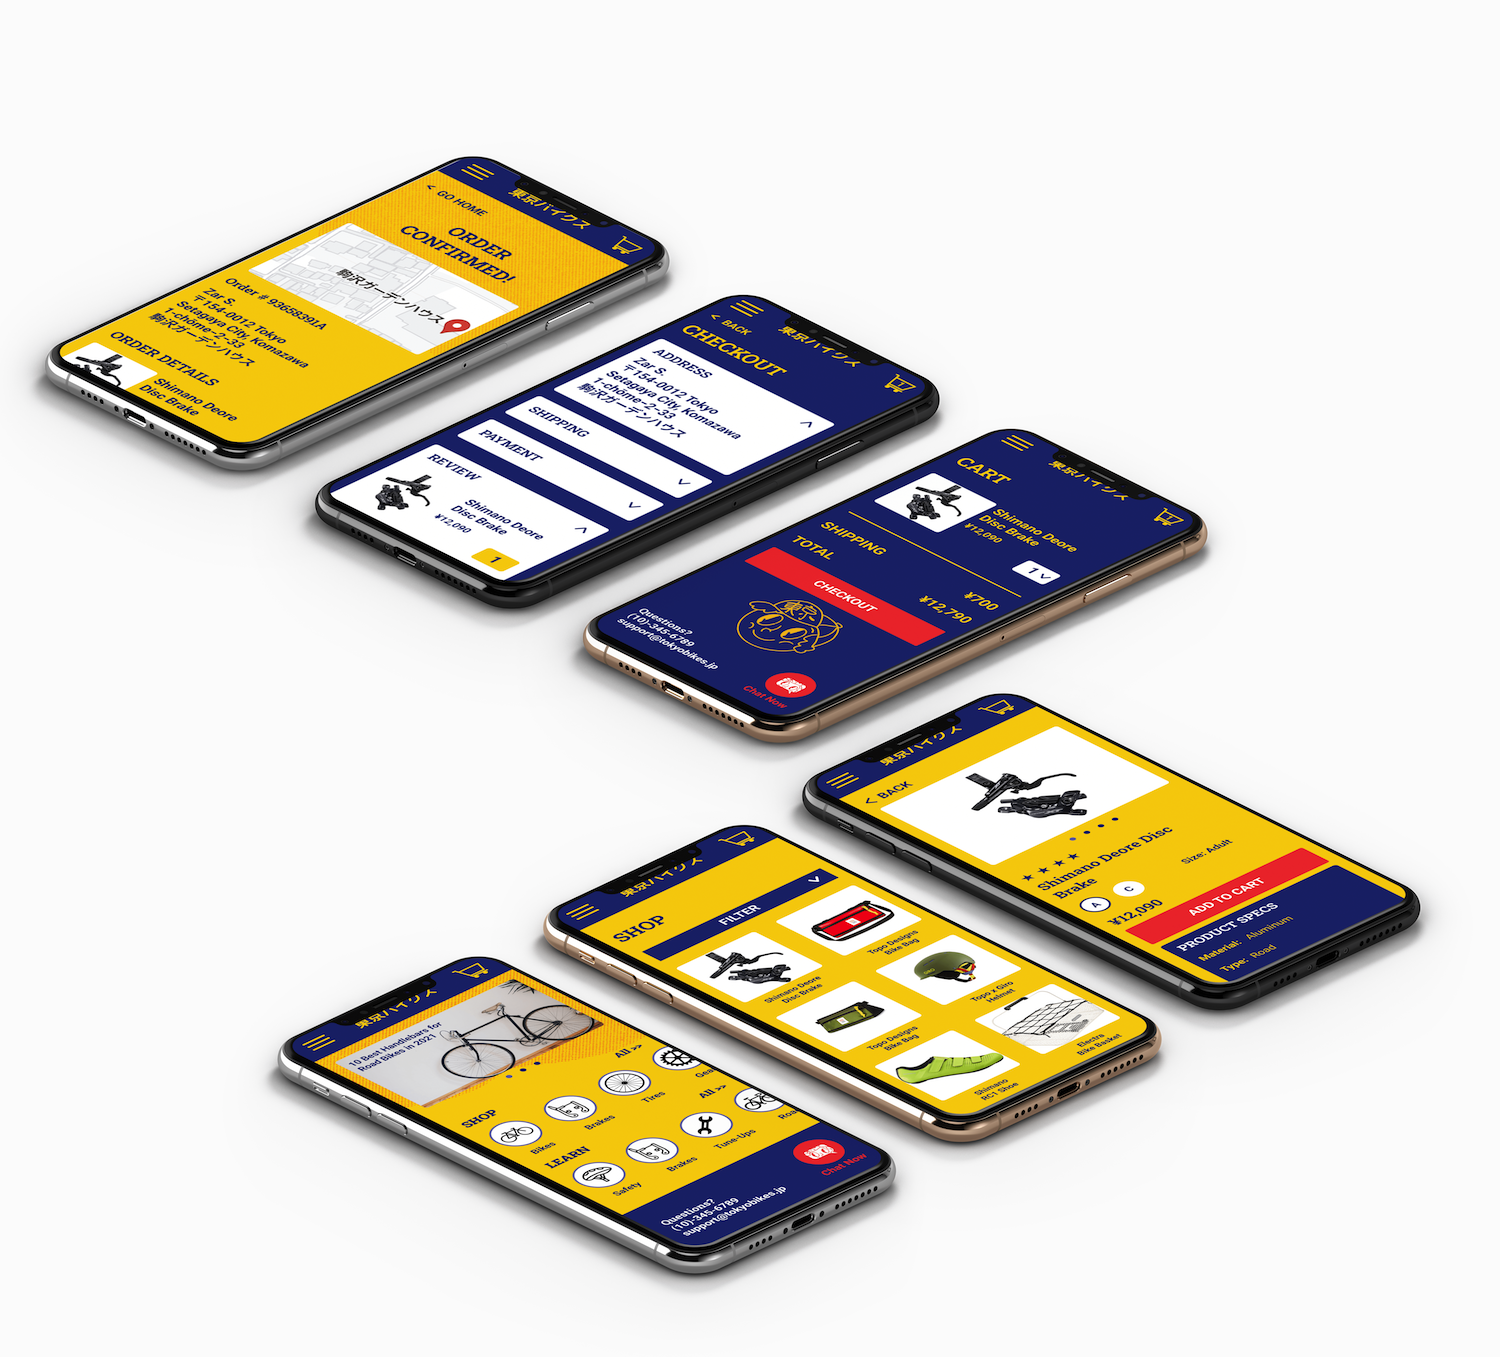 東京バイクス
< GO HOME
ORDER
CONFIRMED!
駒沢ガーデンハウス
Order # 93658391A
Zar S.
〒154-0012 Tokyo
Setagaya City, Komazawa
1-chōme-2-33
駒沢ガーデンハウス
ORDER DETAILS
Shimano Deore
Disc Brake
東京バイクス
< BACK
CHECKOUT
ADDRESS
Zar S.
〒154-0012 Tokyo
Setagaya City, Komazawa
1-chōme-2-33
駒沢ガーデンハウス
SHIPPING
PAYMENT
REVIEW
Shimano Deore
Disc Brake
¥12,090
1
東京バイクス
CART
Shimano Deore
Disc Brake
¥12,090
1
SHIPPING
¥700
TOTAL
¥12,790
CHECKOUT
東京
Questions?
(10)-345-6789
support@tokyobikes.jp
Chat Now
東京バイクス
< BACK
Shimano Deore Disc
Brake
Size: Adult
A
C
¥12,090
ADD TO CART
PRODUCT SPECS
Material: Aluminum
Type: Road
東京バイクス
SHOP
FILTER
Shimano Deore
Disc Brake
Topo Designs
Bike Bag
Topo Designs
Bike Bag
Topo x Giro
Helmet
Shimano
RC1 Shoe
Electra
Bike Basket
東京バイクス
10 Best Handlebars for
Road Bikes in 2021
SHOP
All >>
Bikes
Brakes
Tires
Gea
LEARN
All >>
Safety
Brakes
Tune-Ups
Roa
Questions?
(10)-345-6789
support@tokyobikes.jp
Chat Now